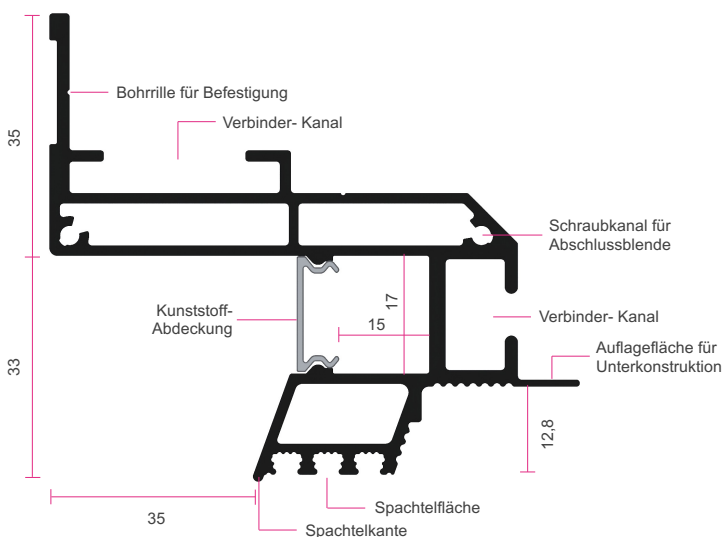 Bohrrille für Befestigung
Verbinder- Kanal
35
Schraubkanal für
Abschlussblende
Kunststoff-
Abdeckung
17
15
Verbinder- Kanal
33
Auflagefläche für
Unterkonstruktion
12,8
35
Spachtelfläche
Spachtelkante